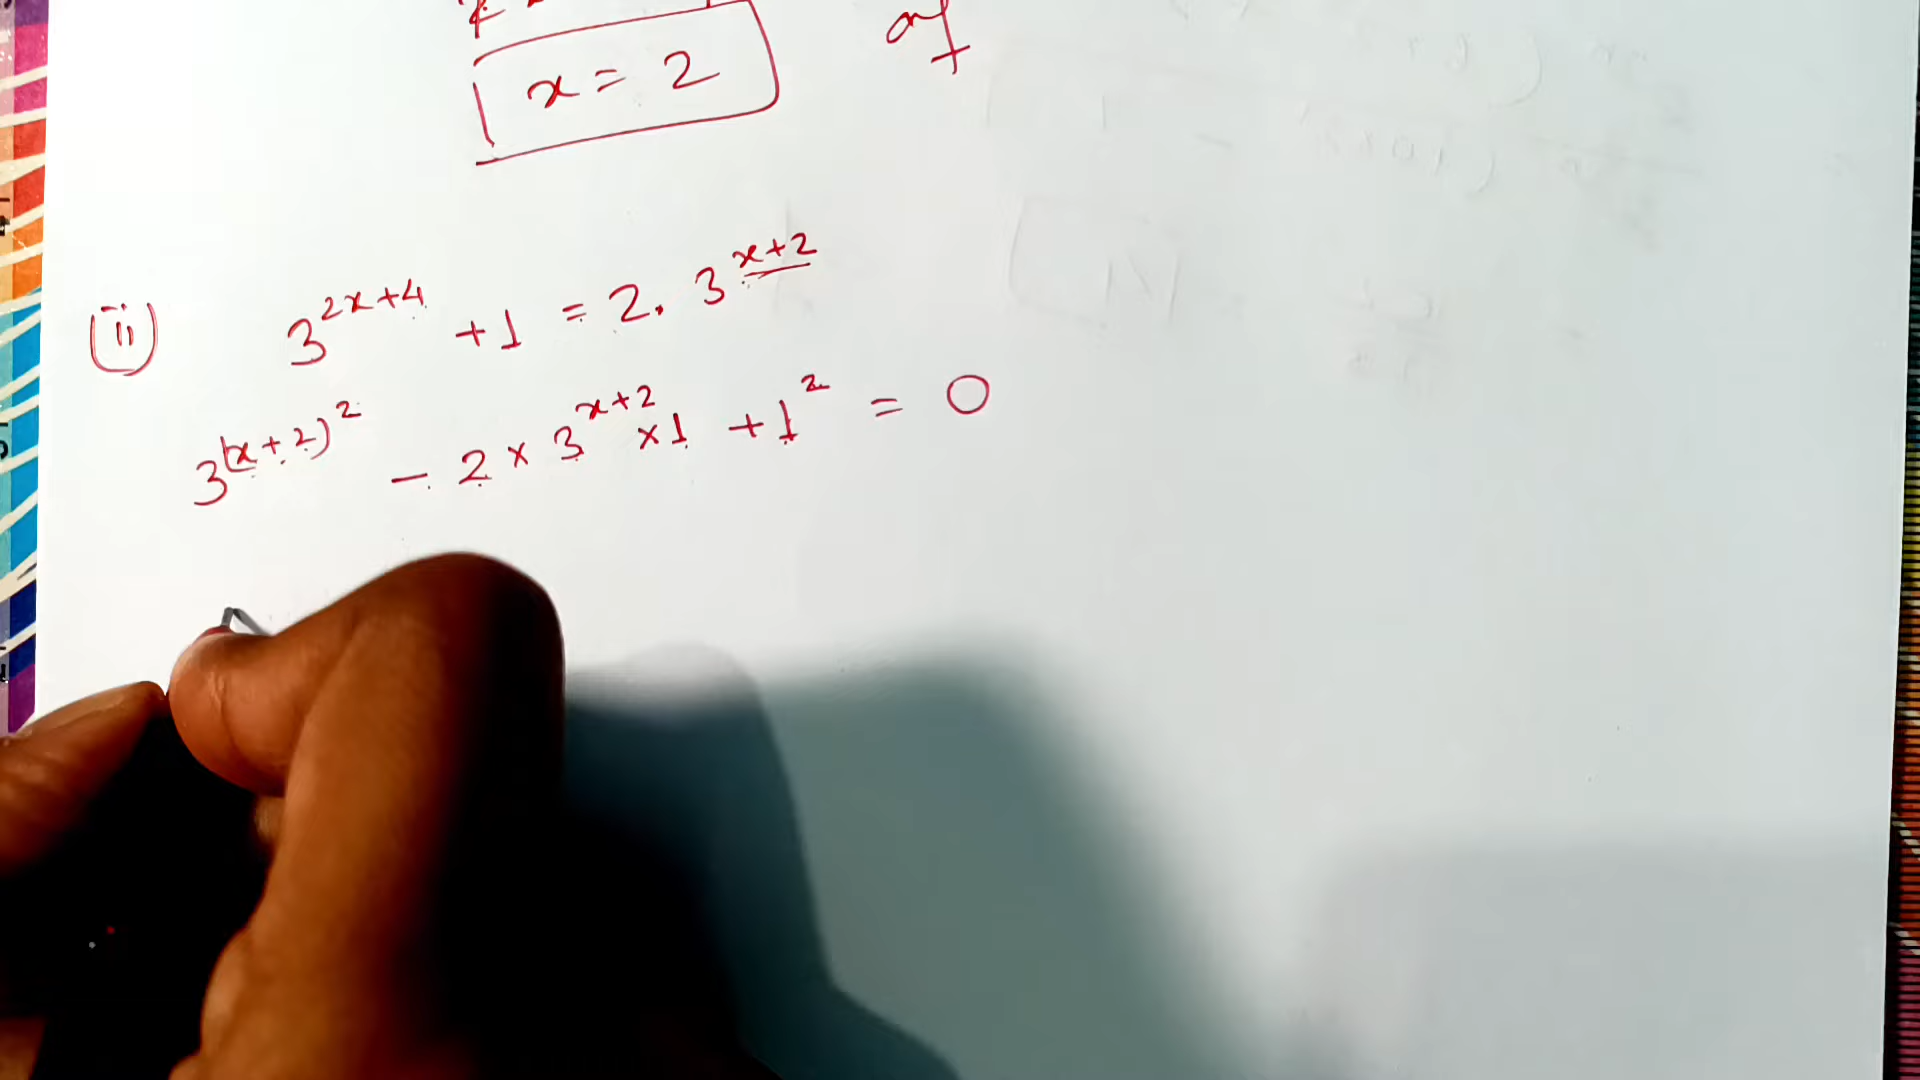 x = 2
(ii) 3^{2x+4} + 1 = 2 . 3^{x+2}
3^{(x+2)^2} - 2 × 3^{x+2} × 1 + 1^2 = 0